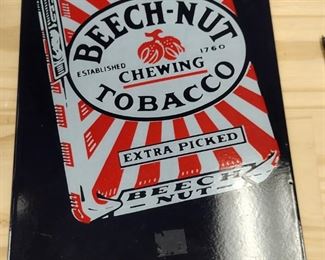 BEECH-NUT
ESTABLISHED 1760
CHEWING
TOBACCO
EXTRA PICKED
BEECH
NUT